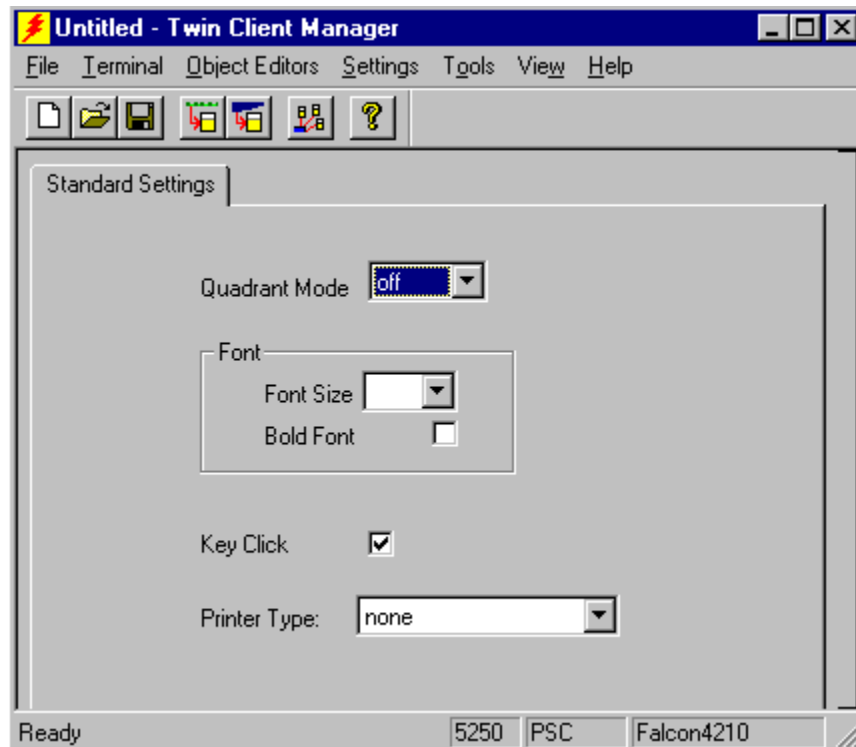 Untitled - Twin Client Manager
File Terminal Object Editors Settings Tools View Help
Standard Settings
Quadrant Mode off
Font
Font Size
Bold Font
Key Click
Printer Type: none
Ready 5250 PSC Falcon4210